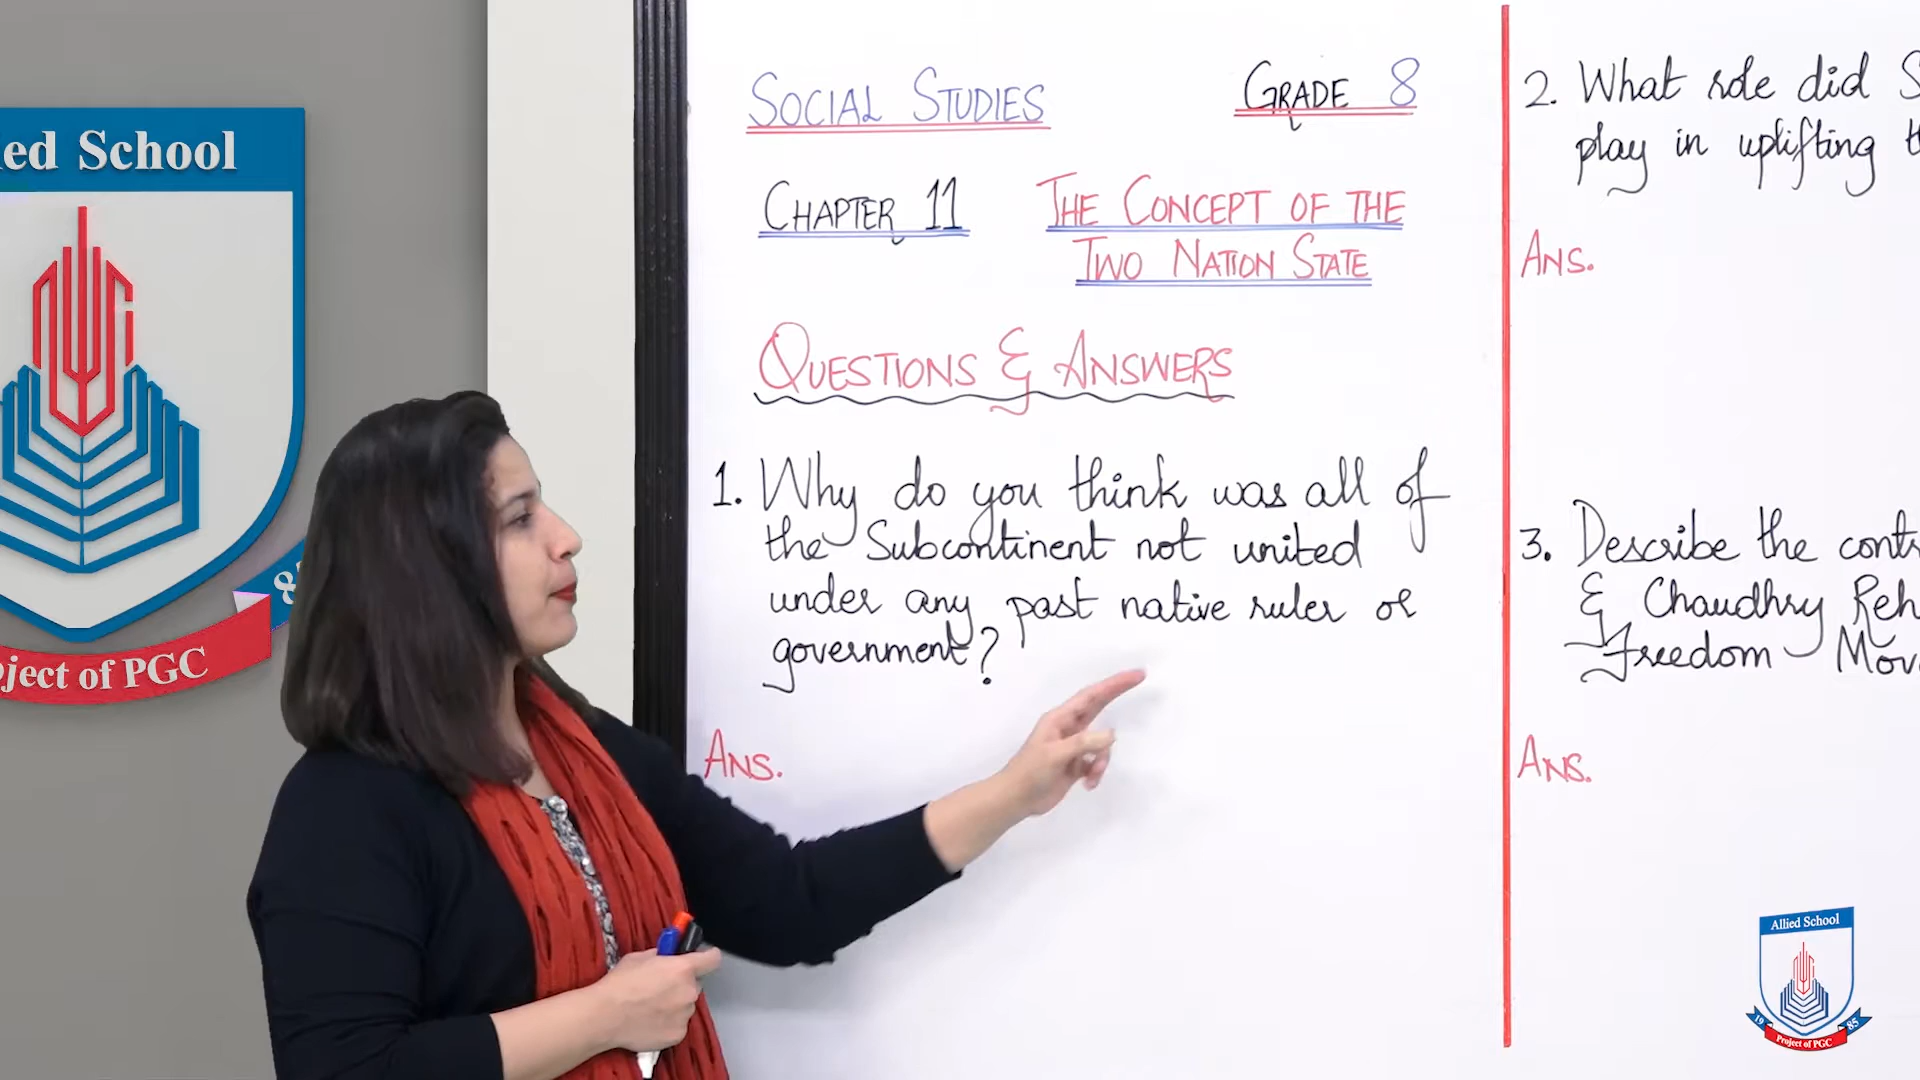 ed School
ject of PGC
SOCIAL STUDIES
GRADE 8
CHAPTER 11
THE CONCEPT OF THE
TWO NATION STATE
QUESTIONS & ANSWERS
1. Why do you think was all of
the Subcontinent not united
under any past native ruler or
government?
ANS.
2. What role did S
play in uplifting t
ANS.
3. Describe the cont
& Chaudhry Reh
Freedom Mov
ANS.
Allied School
19 85
Project of PGC